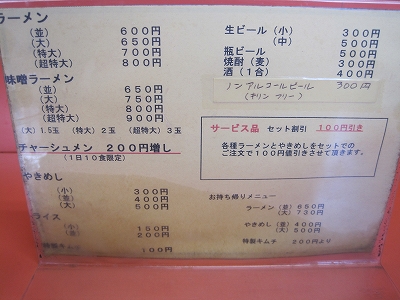 ラーメン
(並) 600円
(大) 650円
(特大) 700円
(超特大) 800円
味噌ラーメン
(並) 650円
(大) 750円
(特大) 800円
(超特大) 900円
(大) 1.5玉 (特大) 2玉 (超特大) 3玉
チャーシュメン 200円増し
(1日10食限定)
やきめし
(小) 300円
(並) 400円
(大) 500円
ライス
(小) 150円
(並) 200円
特製キムチ 100円
生ビール (小) 300円
(中) 500円
瓶ビール 500円
焼酎 (麦) 300円
酒 (1合) 400円
ノンアルコールビール 300円
(キリン フリー)
サービス品 セット割引 100円引き
各種ラーメンとやきめしをセットでの
ご注文で100円値引きさせて頂きます。
お持ち帰りメニュー
ラーメン (並) 650円
(大) 730円
やきめし (並) 400円
(大) 500円
特製キムチ 200円より